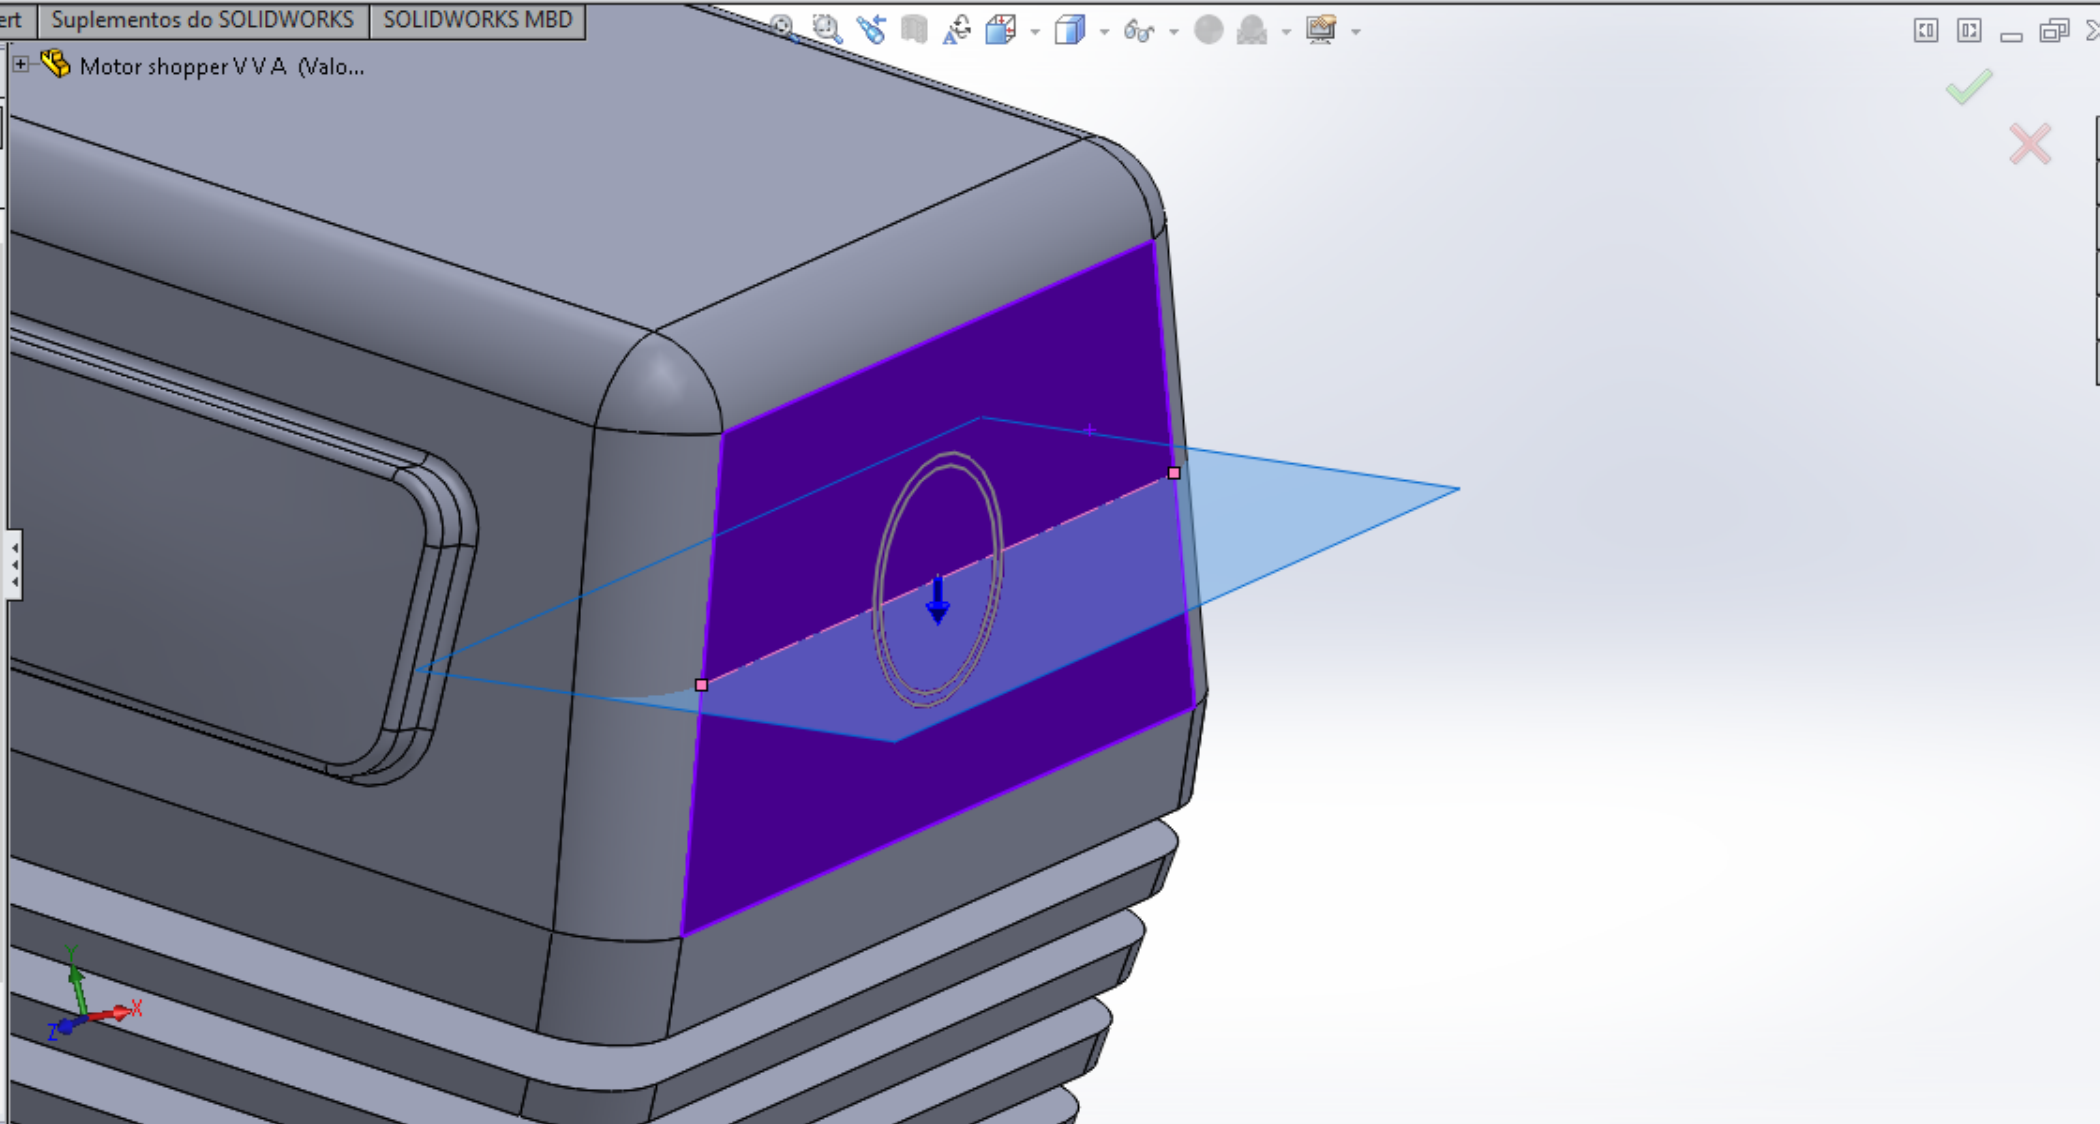 ert
Suplementos do SOLIDWORKS
SOLIDWORKS MBD
Motor shopper V V A (Valo...
Y
X
Z